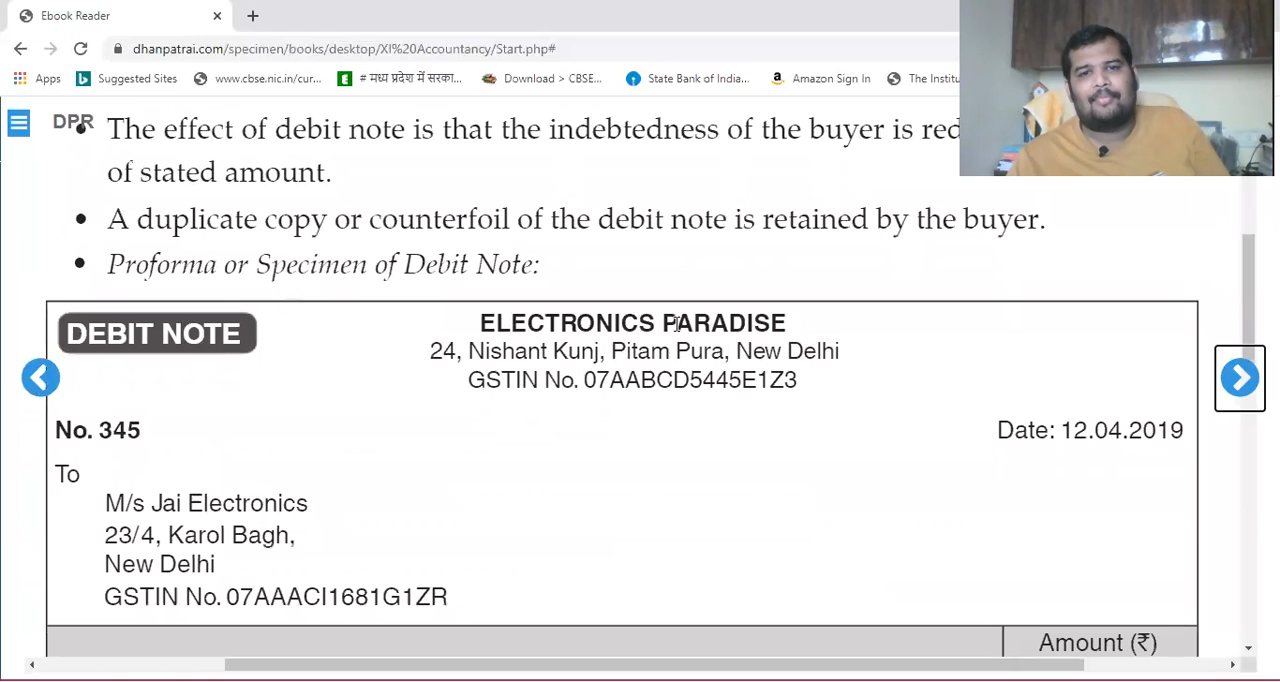 Ebook Reader
dhanpatrai.com/specimen/books/desktop/XI%20Accountancy/Start.php#
Apps Suggested Sites www.cbse.nic.in/cur... # मध्य प्रदेश में सरका... Download > CBSE... State Bank of India... Amazon Sign In The Institu
DPR
• The effect of debit note is that the indebtedness of the buyer is red
of stated amount.
• A duplicate copy or counterfoil of the debit note is retained by the buyer.
• Proforma or Specimen of Debit Note:
DEBIT NOTE
ELECTRONICS PARADISE
24, Nishant Kunj, Pitam Pura, New Delhi
GSTIN No. 07AABCD5445E1Z3
No. 345 Date: 12.04.2019
To
M/s Jai Electronics
23/4, Karol Bagh,
New Delhi
GSTIN No. 07AAACI1681G1ZR
Amount (₹)